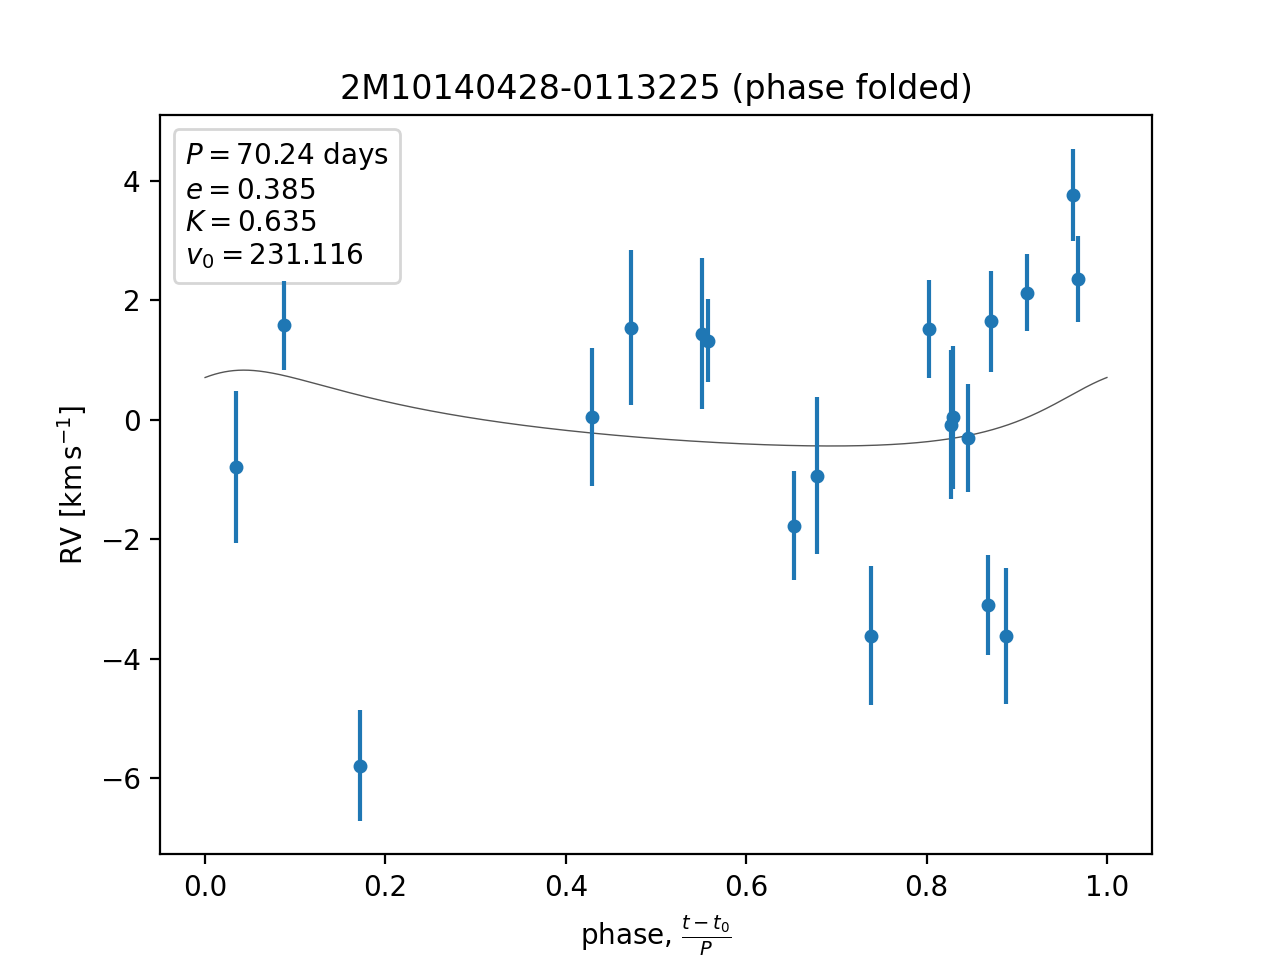 2M10140428-0113225 (phase folded)
P = 70.24 days
e = 0.385
K = 0.635
v₀ = 231.116
4
2
0
−2
−4
−6
RV [km s⁻¹]
0.0 0.2 0.4 0.6 0.8 1.0
phase, (t − t₀)/P